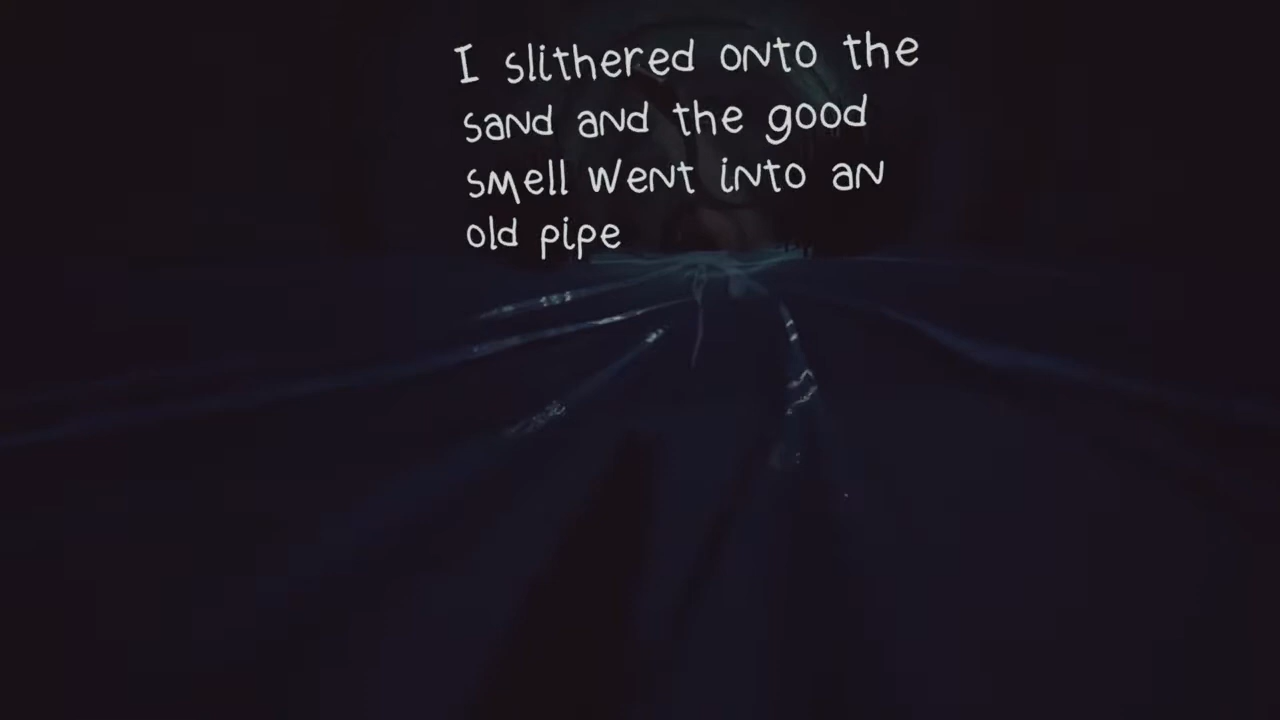 I slithered onto the
sand and the good
smell went into an
old pipe